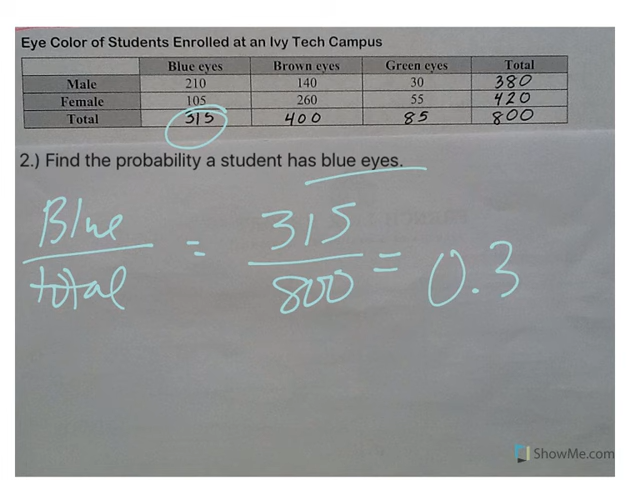 Eye Color of Students Enrolled at an Ivy Tech Campus
Blue eyes Brown eyes Green eyes Total
Male 210 140 30 380
Female 105 260 55 420
Total 315 400 85 800
2.) Find the probability a student has blue eyes.
Blue / total = 315 / 800 = 0.3
ShowMe.com